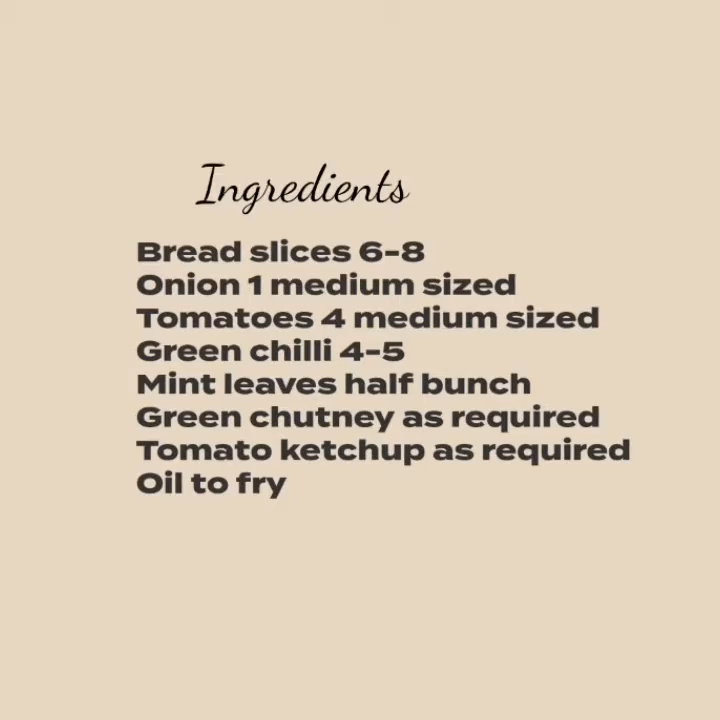 Ingredients
Bread slices 6-8
Onion 1 medium sized
Tomatoes 4 medium sized
Green chilli 4-5
Mint leaves half bunch
Green chutney as required
Tomato ketchup as required
Oil to fry